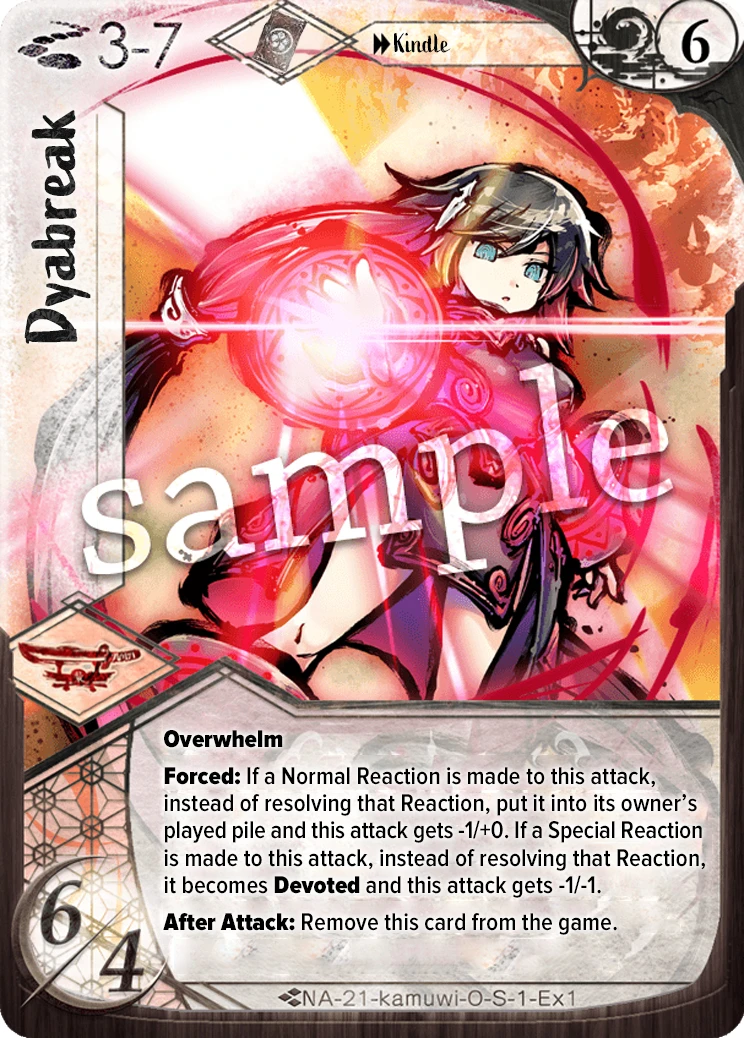 3-7
Kindle
6
Dyabreak
sample
Overwhelm
Forced: If a Normal Reaction is made to this attack,
instead of resolving that Reaction, put it into its owner's
played pile and this attack gets -1/+0. If a Special Reaction
is made to this attack, instead of resolving that Reaction,
it becomes Devoted and this attack gets -1/-1.
After Attack: Remove this card from the game.
6/4
NA-21-kamuwi-O-S-1-Ex1